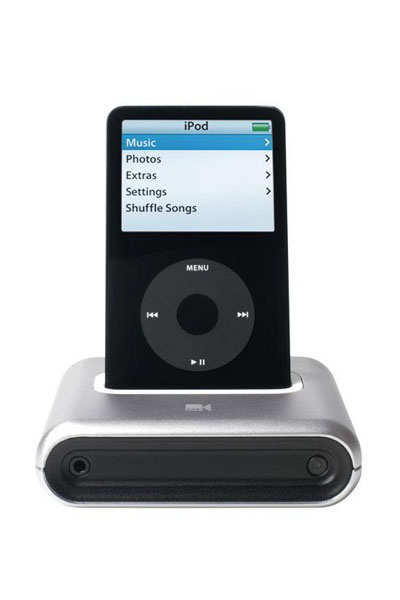 iPod
Music
Photos
Extras
Settings
Shuffle Songs
MENU